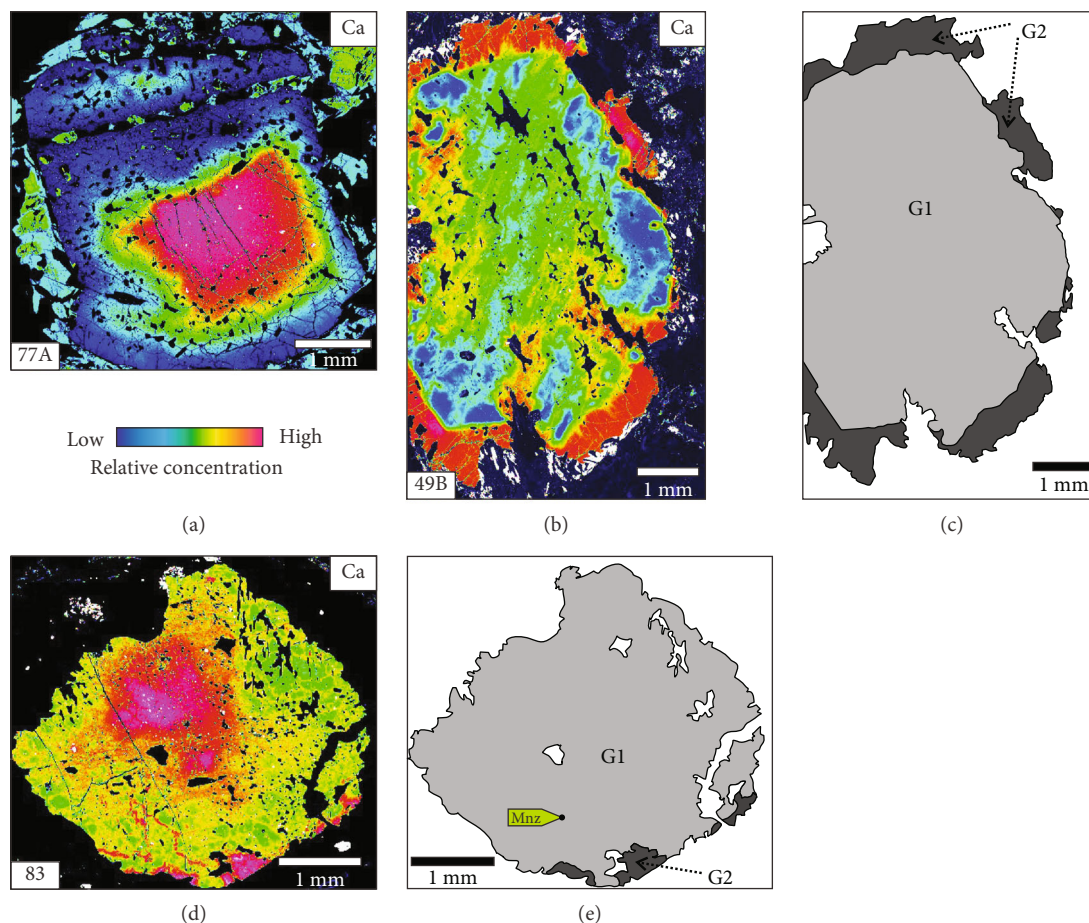 Ca
77A
1 mm
Low
High
Relative concentration
(a)
Ca
49B
1 mm
(b)
G2
G1
1 mm
(c)
Ca
83
1 mm
(d)
G1
Mnz
1 mm
G2
(e)